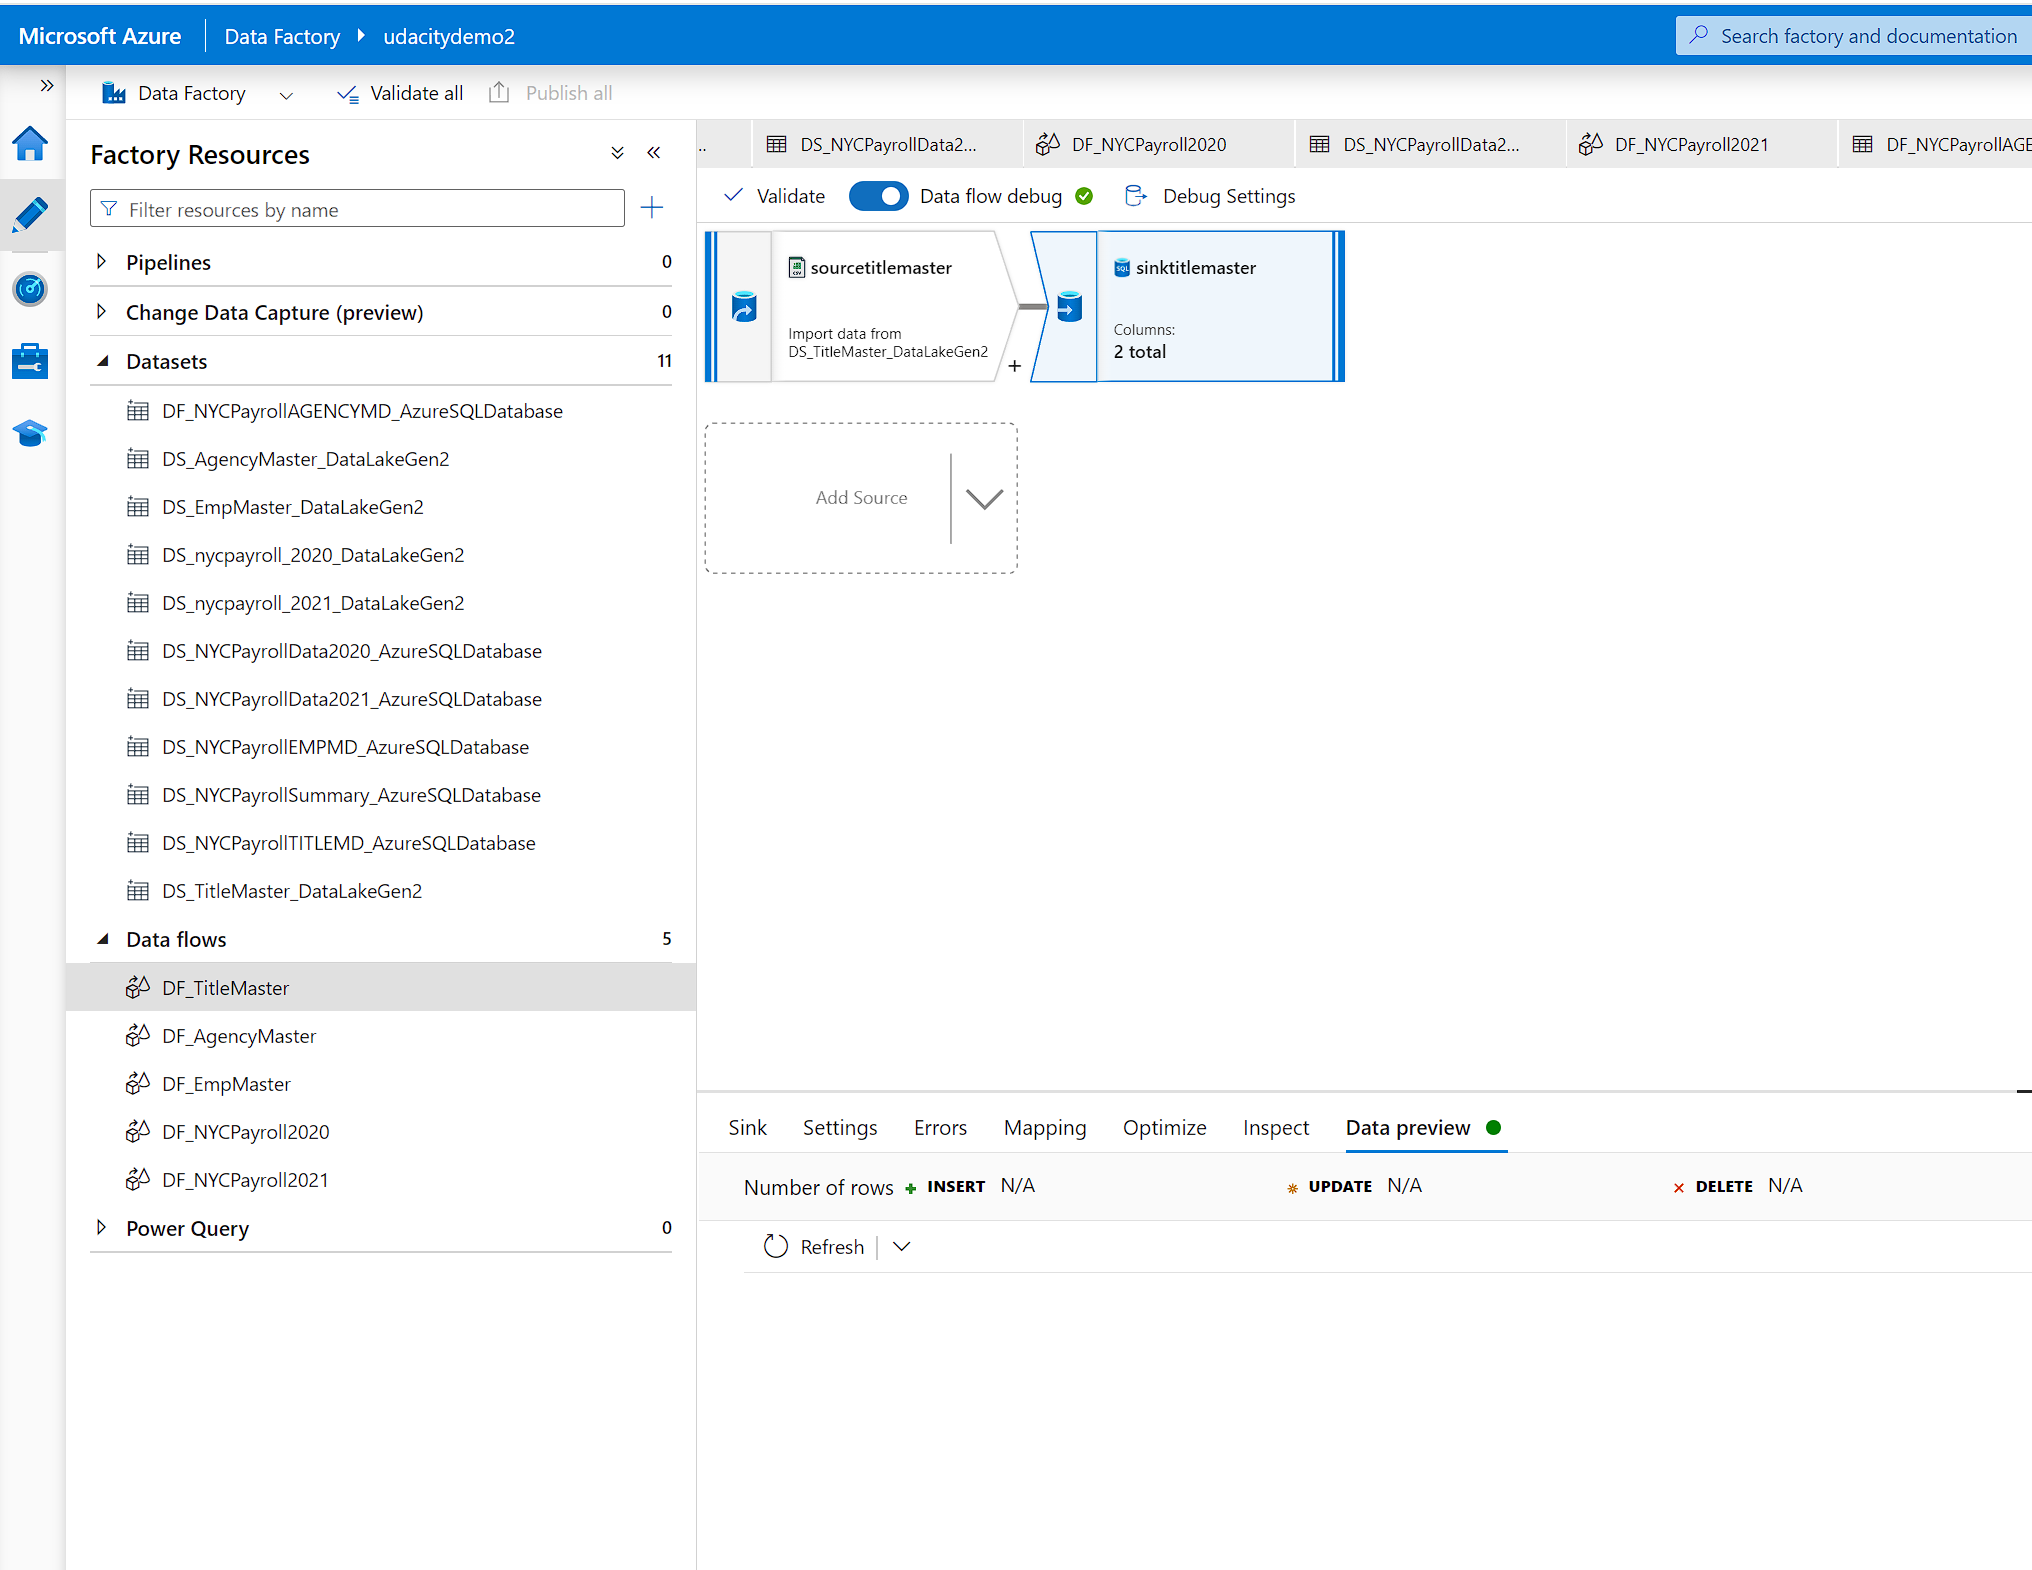 Microsoft Azure
Data Factory
udacitydemo2
Search factory and documentation
Data Factory
Validate all
Publish all
Factory Resources
Filter resources by name
Pipelines 0
Change Data Capture (preview) 0
Datasets 11
DF_NYCPayrollAGENCYMD_AzureSQLDatabase
DS_AgencyMaster_DataLakeGen2
DS_EmpMaster_DataLakeGen2
DS_nycpayroll_2020_DataLakeGen2
DS_nycpayroll_2021_DataLakeGen2
DS_NYCPayrollData2020_AzureSQLDatabase
DS_NYCPayrollData2021_AzureSQLDatabase
DS_NYCPayrollEMPMD_AzureSQLDatabase
DS_NYCPayrollSummary_AzureSQLDatabase
DS_NYCPayrollTITLEMD_AzureSQLDatabase
DS_TitleMaster_DataLakeGen2
Data flows 5
DF_TitleMaster
DF_AgencyMaster
DF_EmpMaster
DF_NYCPayroll2020
DF_NYCPayroll2021
Power Query 0
..
DS_NYCPayrollData2...
DF_NYCPayroll2020
DS_NYCPayrollData2...
DF_NYCPayroll2021
DF_NYCPayrollAGE
Validate
Data flow debug
Debug Settings
CSV
sourcetitlemaster
Import data from
DS_TitleMaster_DataLakeGen2
+
SQL
sinktitlemaster
Columns:
2 total
Add Source
Sink
Settings
Errors
Mapping
Optimize
Inspect
Data preview
Number of rows
INSERT N/A
UPDATE N/A
DELETE N/A
Refresh